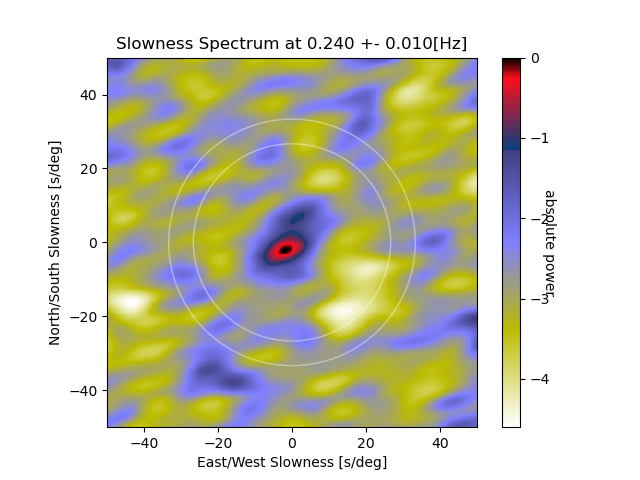 Slowness Spectrum at 0.240 +- 0.010[Hz]
North/South Slowness [s/deg]
40
20
0
−20
−40
−40 −20 0 20 40
East/West Slowness [s/deg]
0
−1
−2
−3
−4
absolute power